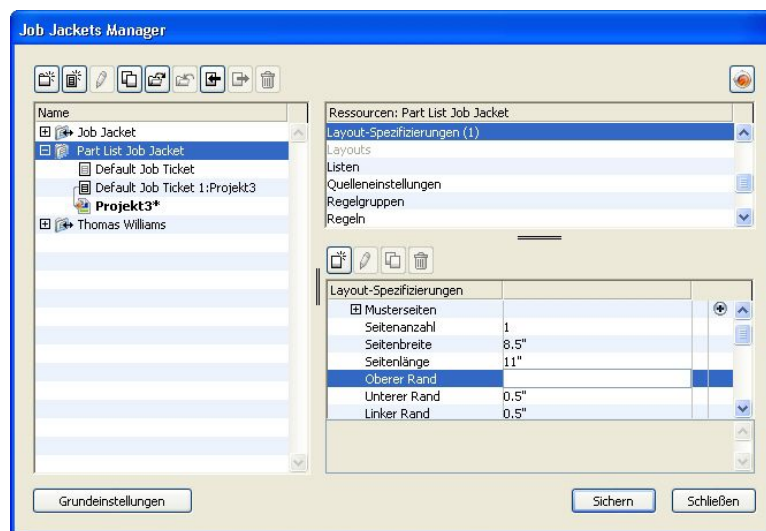 Job Jackets Manager
Name
Job Jacket
Part List Job Jacket
Default Job Ticket
Default Job Ticket 1:Projekt3
Projekt3*
Thomas Williams
Ressourcen: Part List Job Jacket
Layout-Spezifizierungen (1)
Layouts
Listen
Quelleneinstellungen
Regelgruppen
Regeln
Layout-Spezifizierungen
Musterseiten
Seitenanzahl 1
Seitenbreite 8.5"
Seitenlänge 11"
Oberer Rand
Unterer Rand 0.5"
Linker Rand 0.5"
Grundeinstellungen
Sichern
Schließen